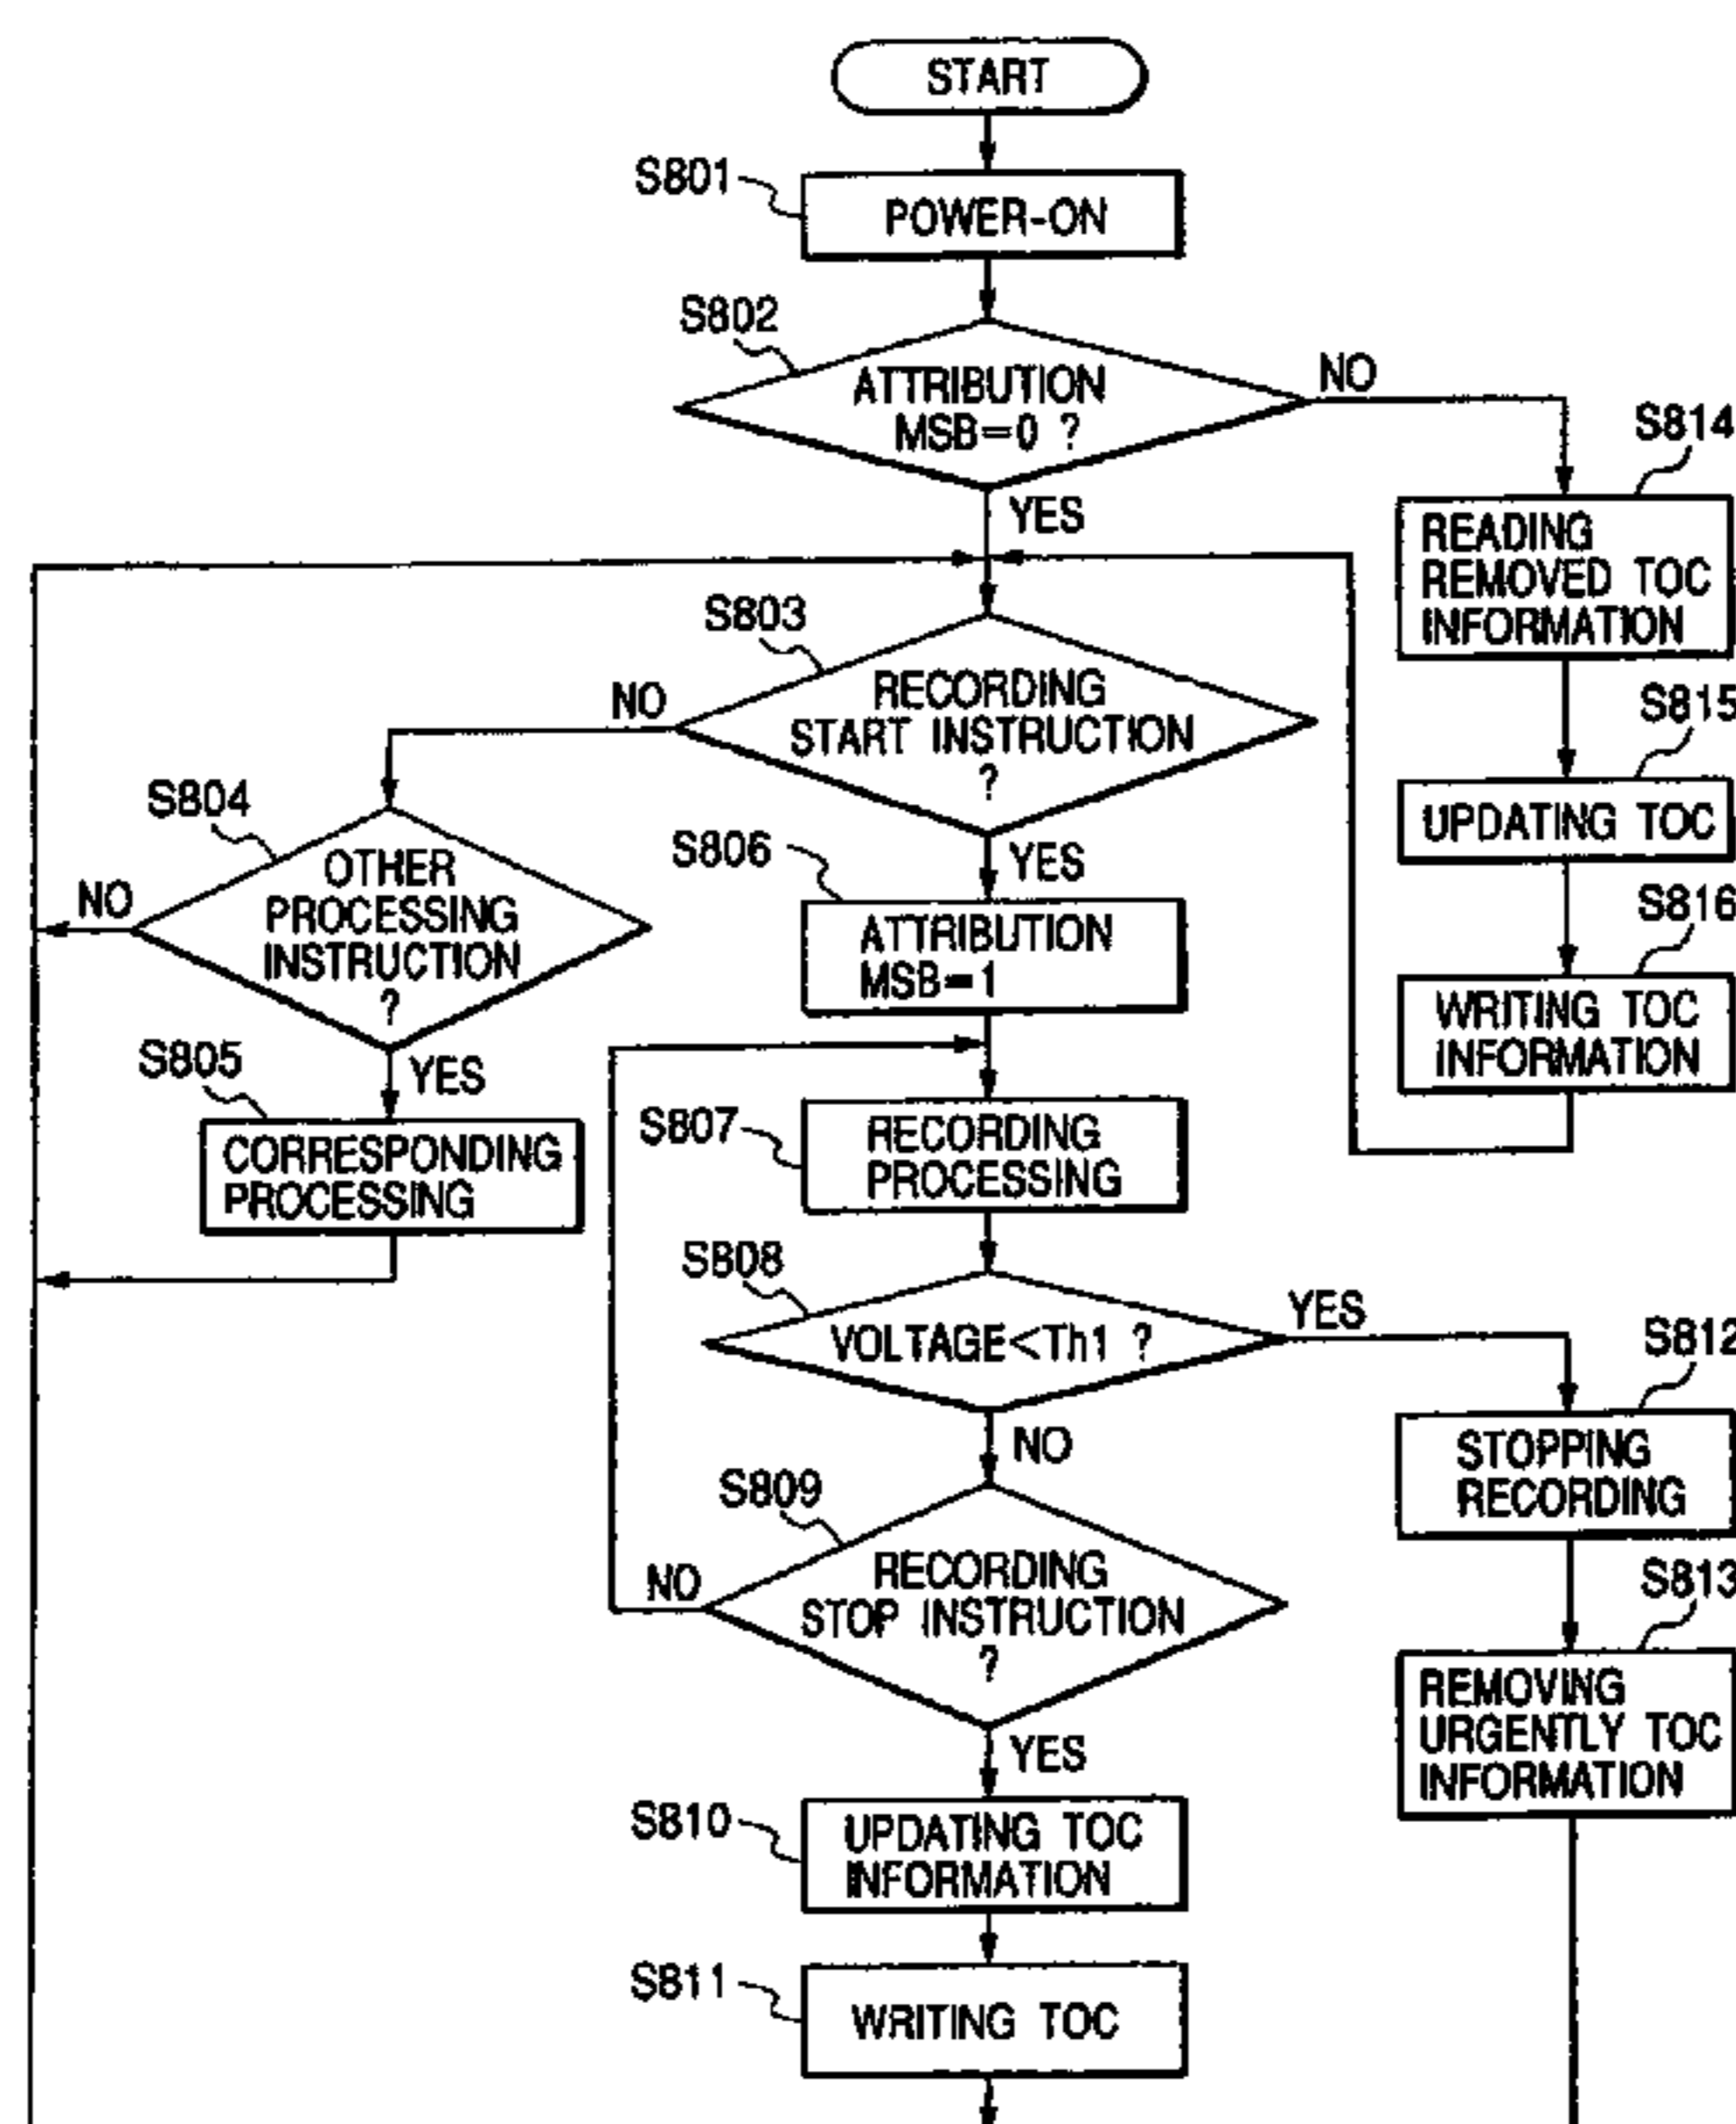 START
S801
POWER-ON
S802
ATTRIBUTION
MSB=0 ?
NO
YES
S814
READING
REMOVED TOC
INFORMATION
S803
RECORDING
START INSTRUCTION
?
NO
YES
S815
UPDATING TOC
S804
OTHER
PROCESSING
INSTRUCTION
?
NO
YES
S806
ATTRIBUTION
MSB=1
S816
WRITING TOC
INFORMATION
S805
CORRESPONDING
PROCESSING
S807
RECORDING
PROCESSING
S808
VOLTAGE<Th1 ?
YES
NO
S812
STOPPING
RECORDING
S809
RECORDING
STOP INSTRUCTION
?
NO
YES
S813
REMOVING
URGENTLY TOC
INFORMATION
S810
UPDATING TOC
INFORMATION
S811
WRITING TOC